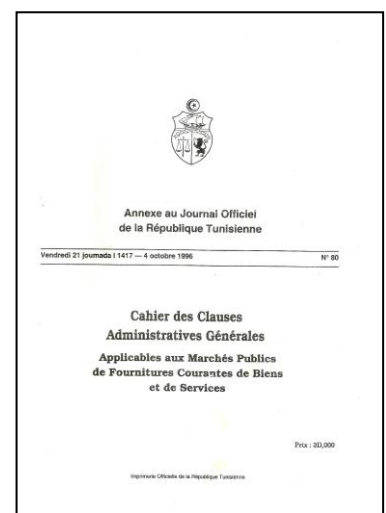 Annexe au Journal Officiel
de la République Tunisienne
Vendredi 21 joumada I 1417 — 4 octobre 1996 N° 80
Cahier des Clauses
Administratives Générales
Applicables aux Marchés Publics
de Fournitures Courantes de Biens
et de Services
Prix : 3D,000
Imprimerie Officielle de la République Tunisienne